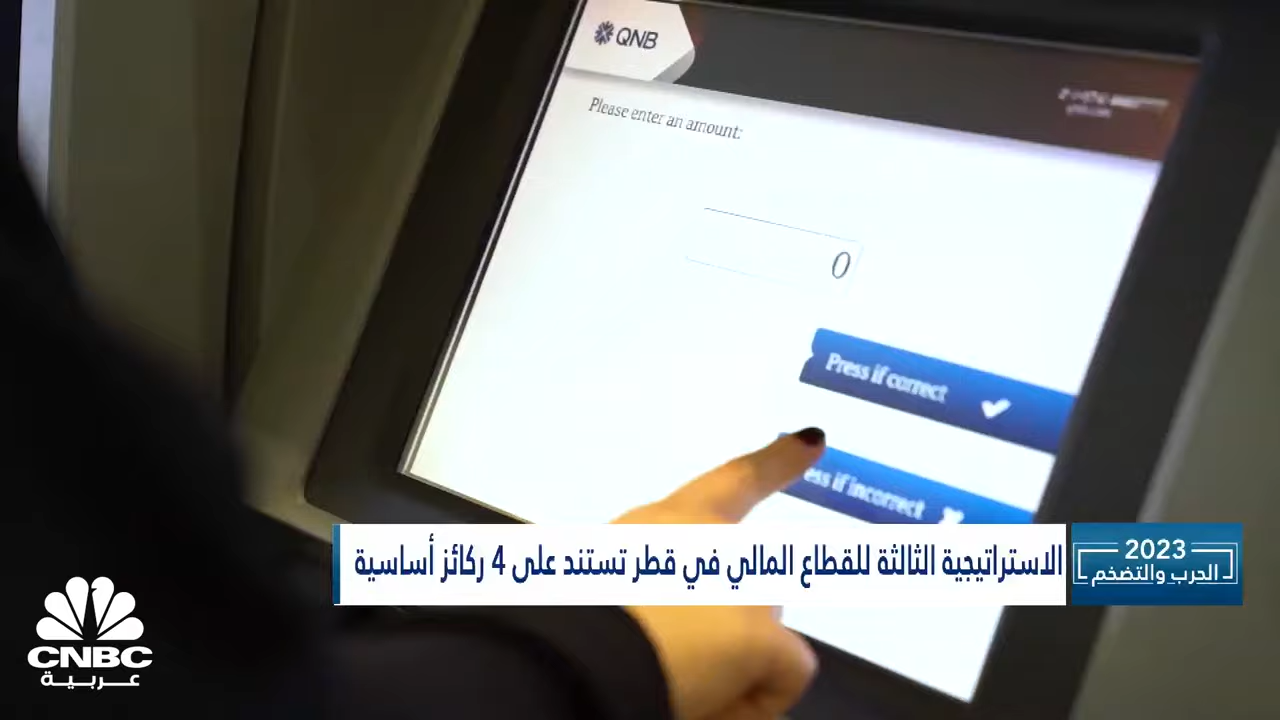 QNB
Please enter an amount:
0
Press if correct
ess if incorrect
الاستراتيجية الثالثة للقطاع المالي في قطر تستند على 4 ركائز أساسية
2023
الحرب والتضخم
CNBC
عربية